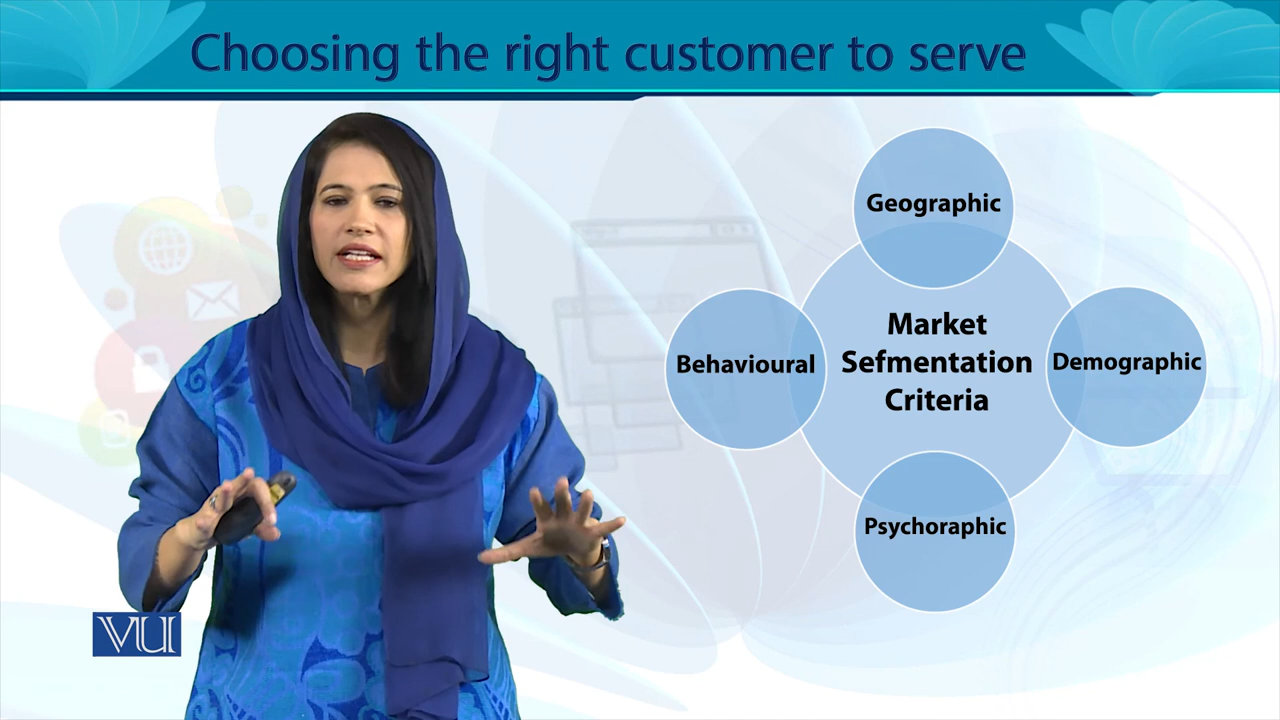 Choosing the right customer to serve
Geographic
Market
Sefmentation
Criteria
Behavioural
Demographic
Psychoraphic
VU